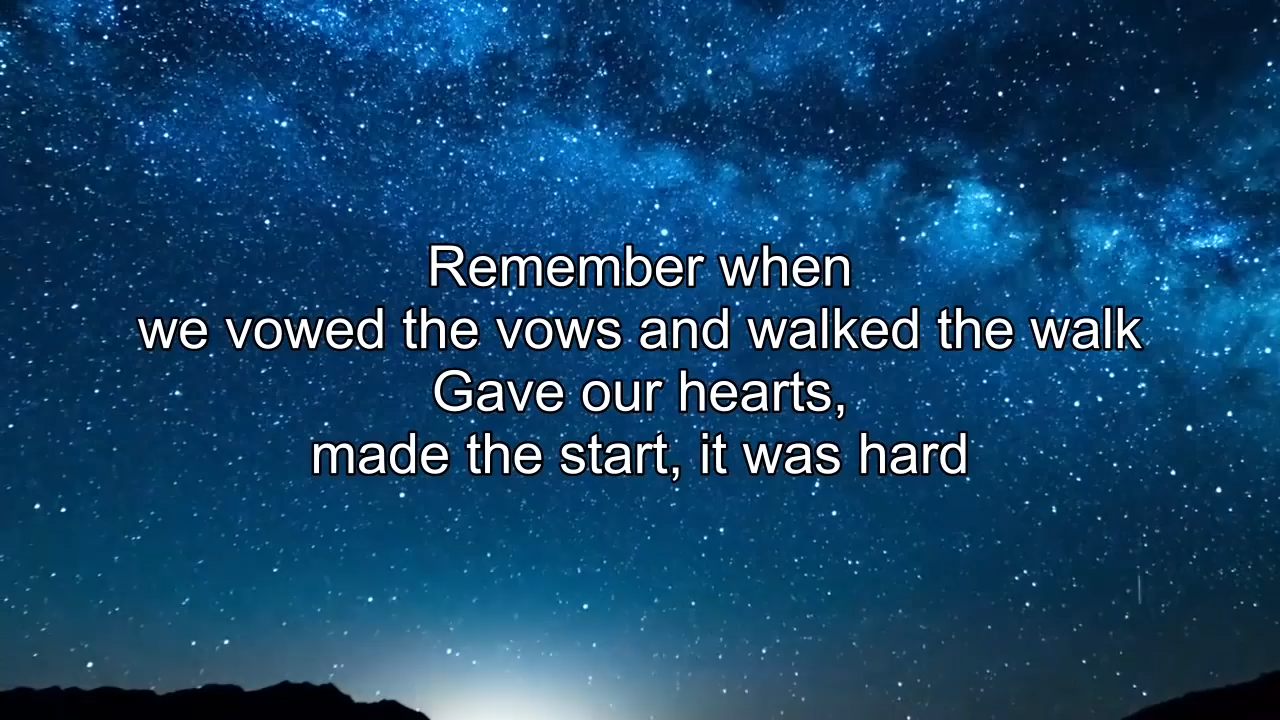 Remember when
we vowed the vows and walked the walk
Gave our hearts,
made the start, it was hard